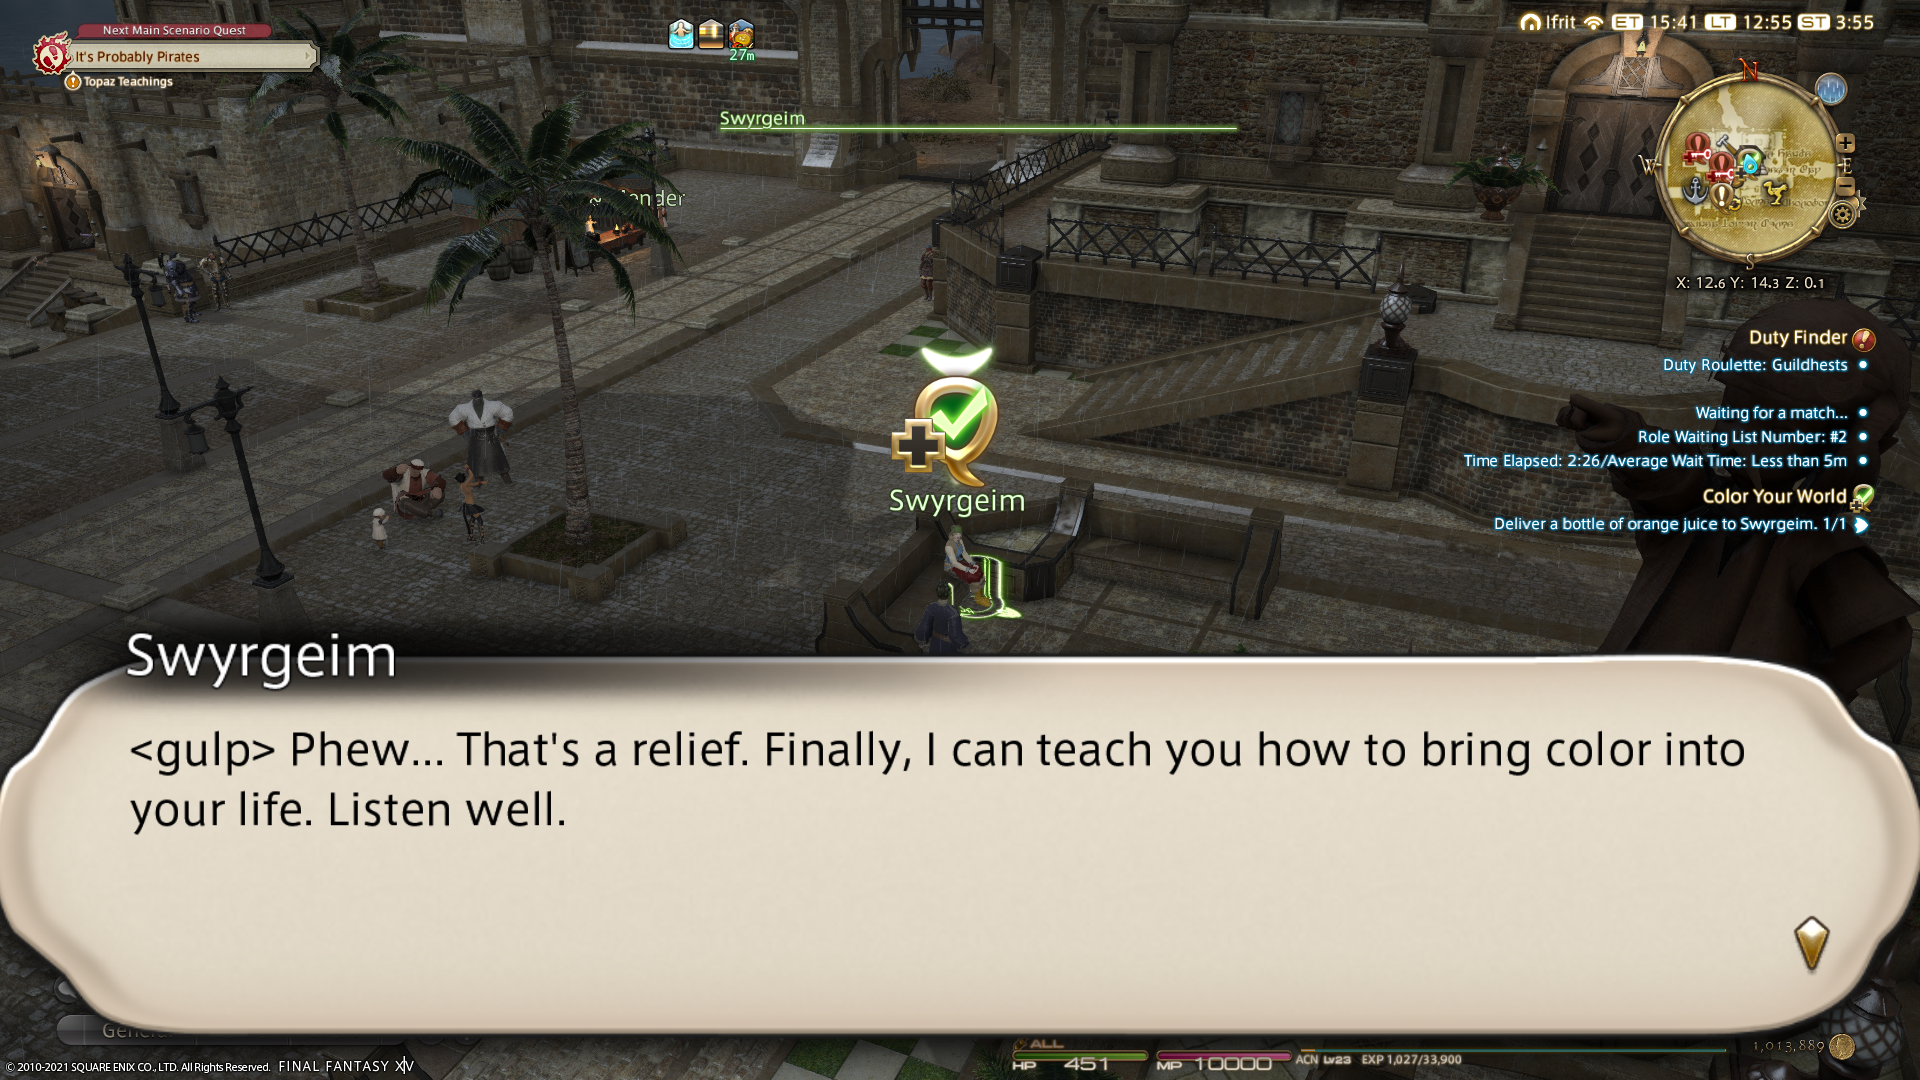 Next Main Scenario Quest
It's Probably Pirates
Topaz Teachings
27m
Ifrit ET 15:41 LT 12:55 ST 3:55
Swyrgeim
N
W
E
S
X: 12.6 Y: 14.3 Z: 0.1
Duty Finder
Duty Roulette: Guildhests
Waiting for a match...
Role Waiting List Number: #2
Time Elapsed: 2:26/Average Wait Time: Less than 5m
Color Your World
Deliver a bottle of orange juice to Swyrgeim. 1/1
Swyrgeim
Swyrgeim
<gulp> Phew... That's a relief. Finally, I can teach you how to bring color into
your life. Listen well.
ALL
HP 451 MP 10000 ACN Lv23 EXP 1,027/33,900
1,013,889
© 2010-2021 SQUARE ENIX CO., LTD. All Rights Reserved. FINAL FANTASY XIV